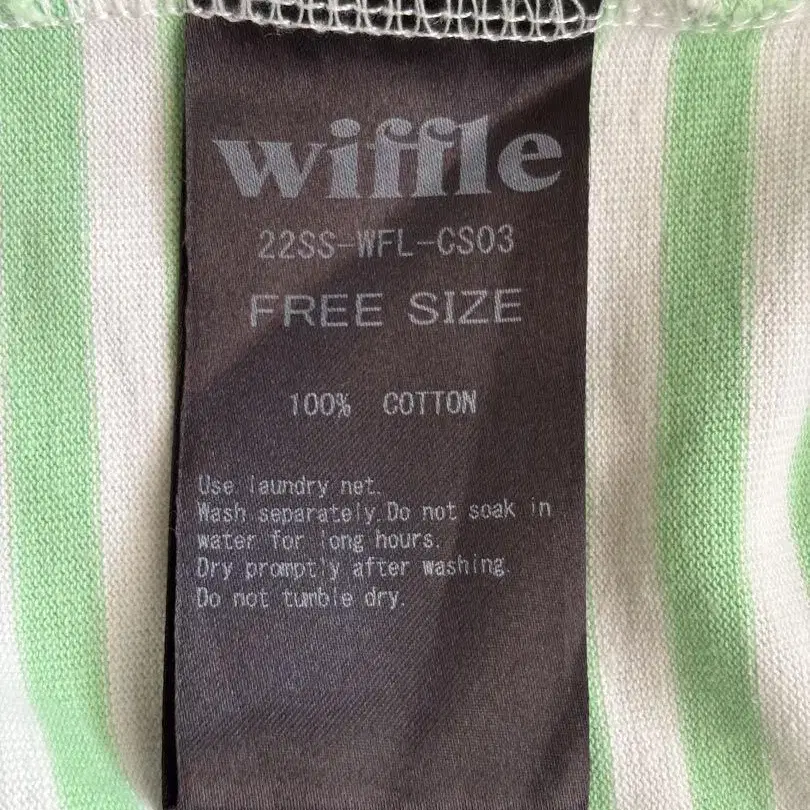 wiffle
22SS-WFL-CS03
FREE SIZE
100% COTTON
Use laundry net.
Wash separately.Do not soak in
water for long hours.
Dry promptly after washing.
Do not tumble dry.